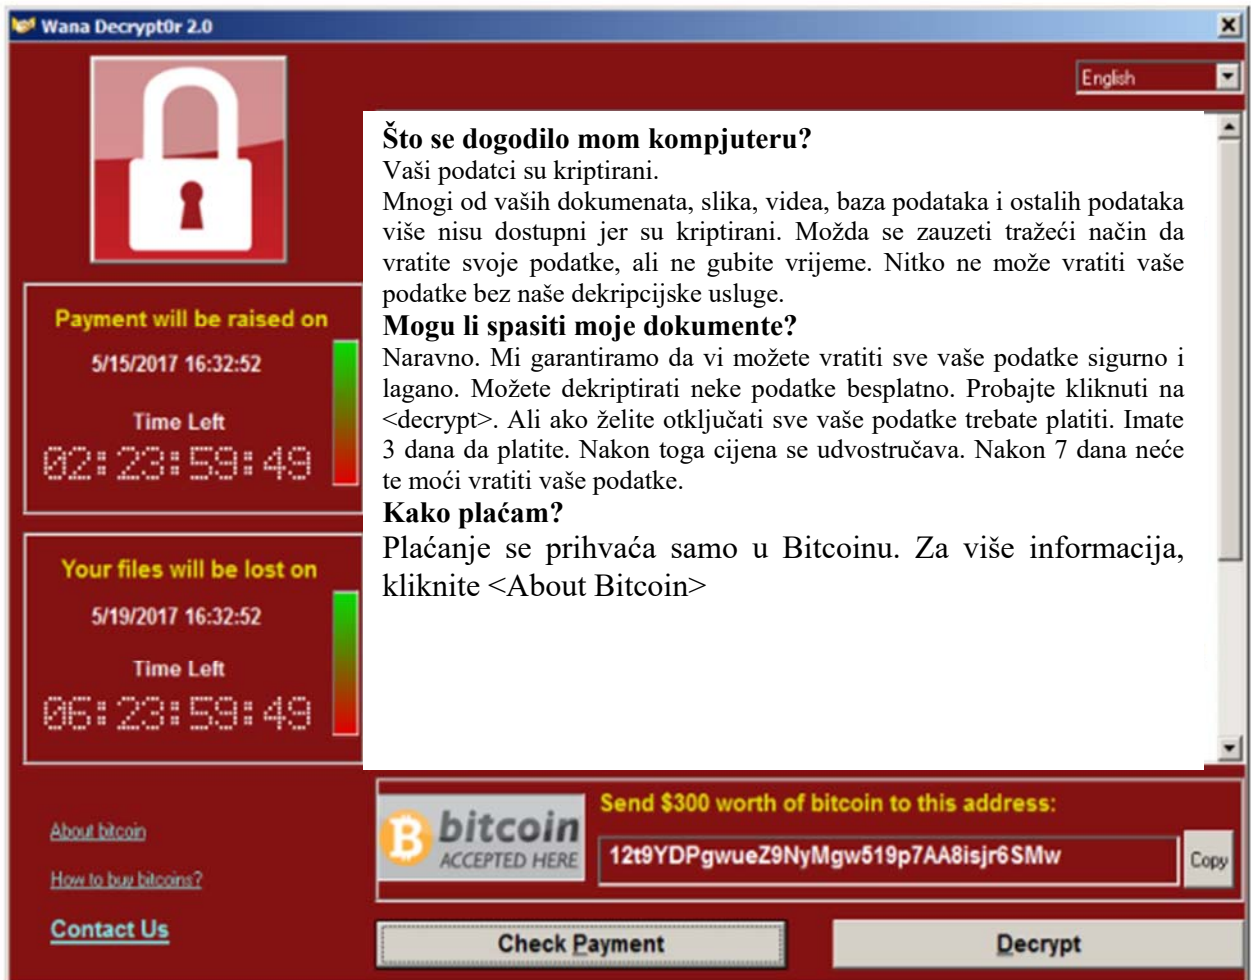 Wana Decrypt0r 2.0
English
Što se dogodilo mom kompjuteru?
Vaši podatci su kriptirani.
Mnogi od vaših dokumenata, slika, videa, baza podataka i ostalih podataka
više nisu dostupni jer su kriptirani. Možda se zauzeti tražeći način da
vratite svoje podatke, ali ne gubite vrijeme. Nitko ne može vratiti vaše
podatke bez naše dekripcijske usluge.
Mogu li spasiti moje dokumente?
Naravno. Mi garantiramo da vi možete vratiti sve vaše podatke sigurno i
lagano. Možete dekriptirati neke podatke besplatno. Probajte kliknuti na
<decrypt>. Ali ako želite otključati sve vaše podatke trebate platiti. Imate
3 dana da platite. Nakon toga cijena se udvostručava. Nakon 7 dana neće
te moći vratiti vaše podatke.
Kako plaćam?
Plaćanje se prihvaća samo u Bitcoinu. Za više informacija,
kliknite <About Bitcoin>
Payment will be raised on
5/15/2017 16:32:52
Time Left
02:23:59:49
Your files will be lost on
5/19/2017 16:32:52
Time Left
06:23:59:49
About bitcoin
How to buy bitcoins?
Contact Us
bitcoin
ACCEPTED HERE
Send $300 worth of bitcoin to this address:
12t9YDPgwueZ9NyMgw519p7AA8isjr6SMw
Copy
Check Payment
Decrypt